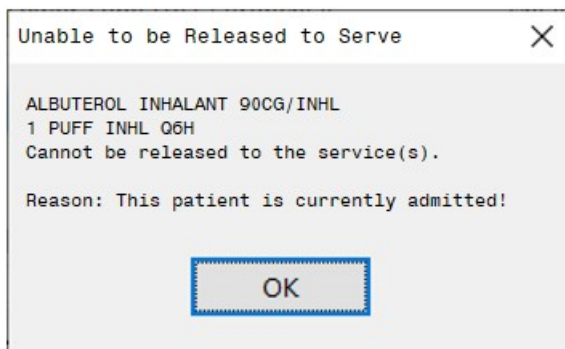 Unable to be Released to Serve
ALBUTEROL INHALANT 90CG/INHL
1 PUFF INHL Q6H
Cannot be released to the service(s).
Reason: This patient is currently admitted!
OK